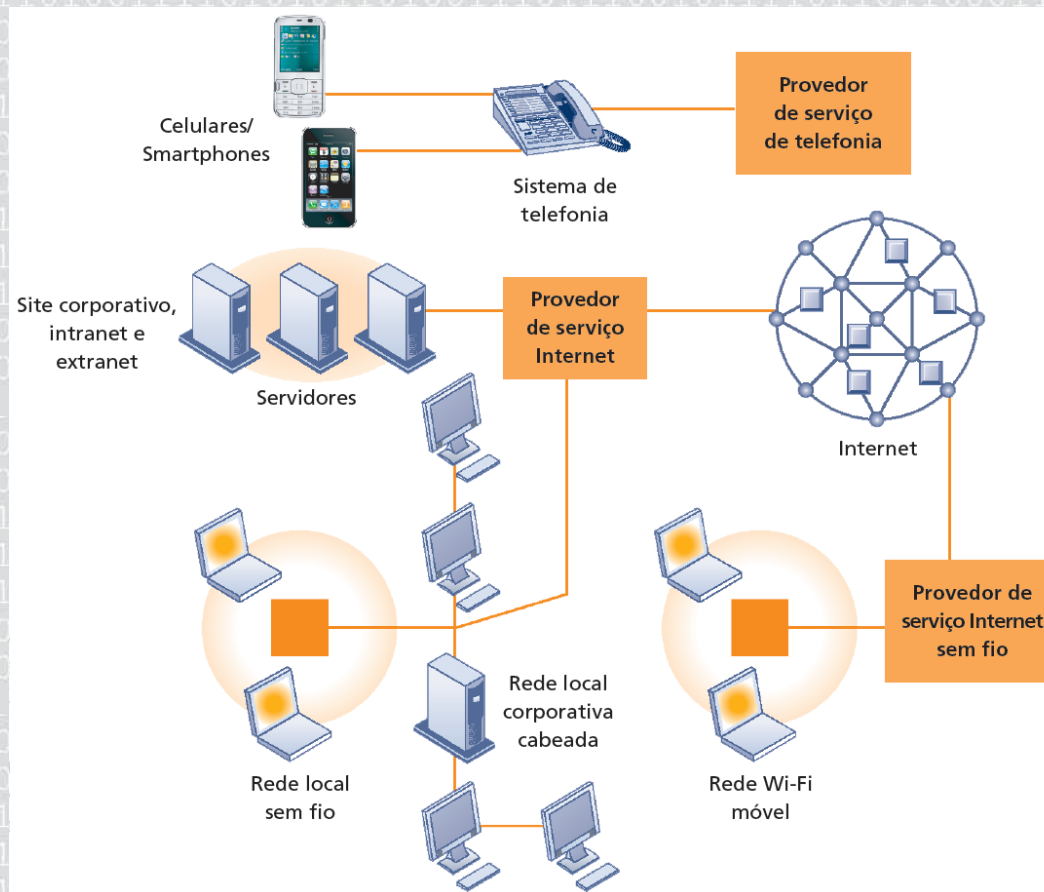 Celulares/
Smartphones
Sistema de
telefonia
Provedor
de serviço
de telefonia
Site corporativo,
intranet e
extranet
Servidores
Provedor
de serviço
Internet
Internet
Rede local
sem fio
Rede local
corporativa
cabeada
Rede Wi-Fi
móvel
Provedor de
serviço Internet
sem fio